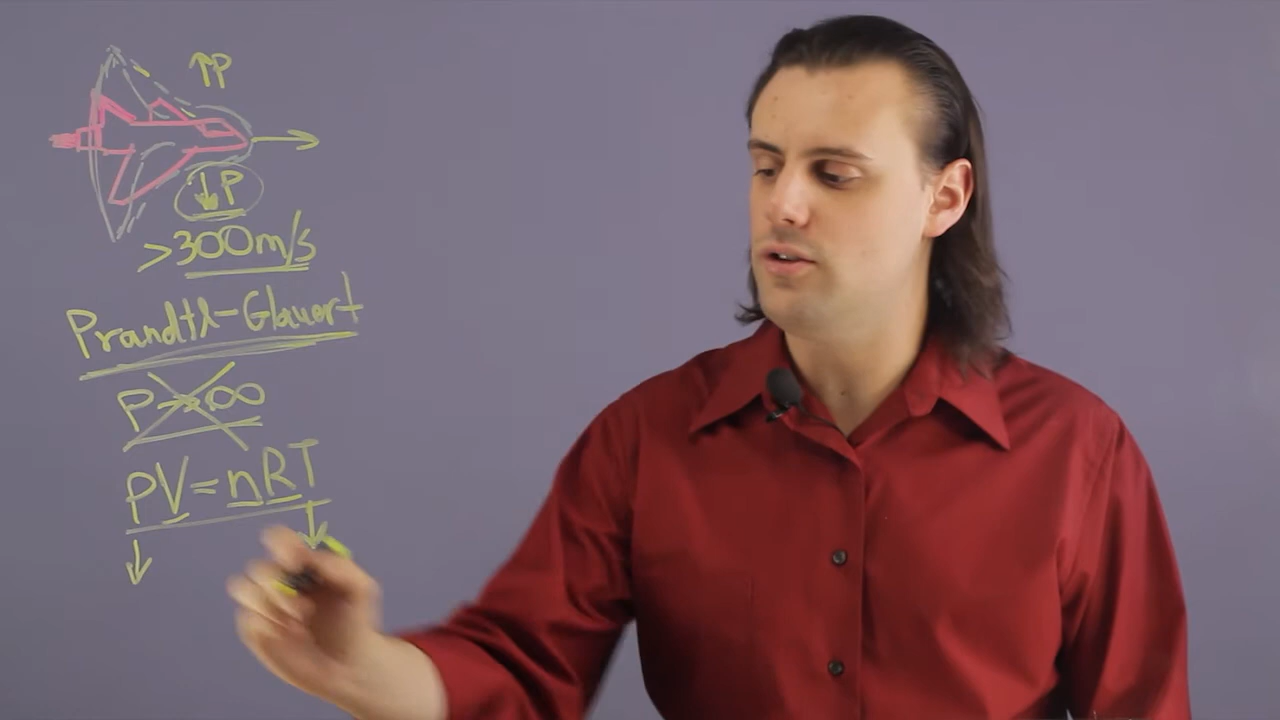 ↑P
↓P
>300m/s
Prandtl-Glauert
P→∞
PV=nRT
↓ ↓